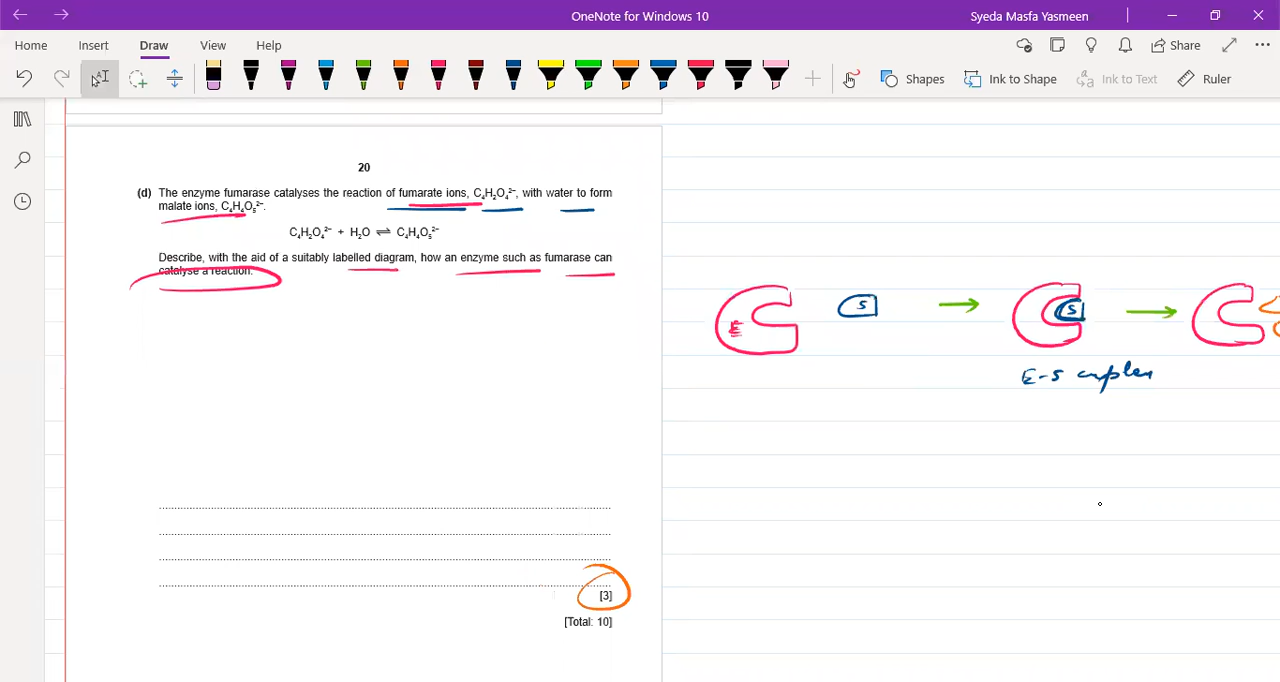 OneNote for Windows 10
Syeda Masfa Yasmeen
Home Insert Draw View Help
Share
Shapes
Ink to Shape
Ink to Text
Ruler
20
(d) The enzyme fumarase catalyses the reaction of fumarate ions, C₄H₂O₄²⁻, with water to form
malate ions, C₄H₄O₅²⁻.
C₄H₂O₄²⁻ + H₂O ⇌ C₄H₄O₅²⁻
Describe, with the aid of a suitably labelled diagram, how an enzyme such as fumarase can
catalyse a reaction.
E
S
S
E-S complex
[3]
[Total: 10]